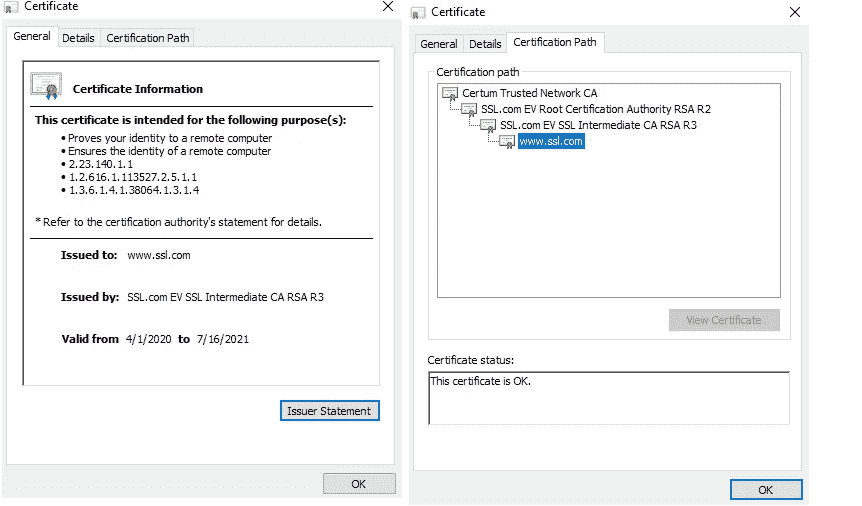 Certificate
General
Details
Certification Path
Certificate Information
This certificate is intended for the following purpose(s):
• Proves your identity to a remote computer
• Ensures the identity of a remote computer
• 2.23.140.1.1
• 1.2.616.1.113527.2.5.1.1
• 1.3.6.1.4.1.38064.1.3.1.4
* Refer to the certification authority's statement for details.
Issued to: www.ssl.com
Issued by: SSL.com EV SSL Intermediate CA RSA R3
Valid from 4/1/2020 to 7/16/2021
Issuer Statement
OK
Certificate
General
Details
Certification Path
Certification path
Certum Trusted Network CA
SSL.com EV Root Certification Authority RSA R2
SSL.com EV SSL Intermediate CA RSA R3
www.ssl.com
View Certificate
Certificate status:
This certificate is OK.
OK